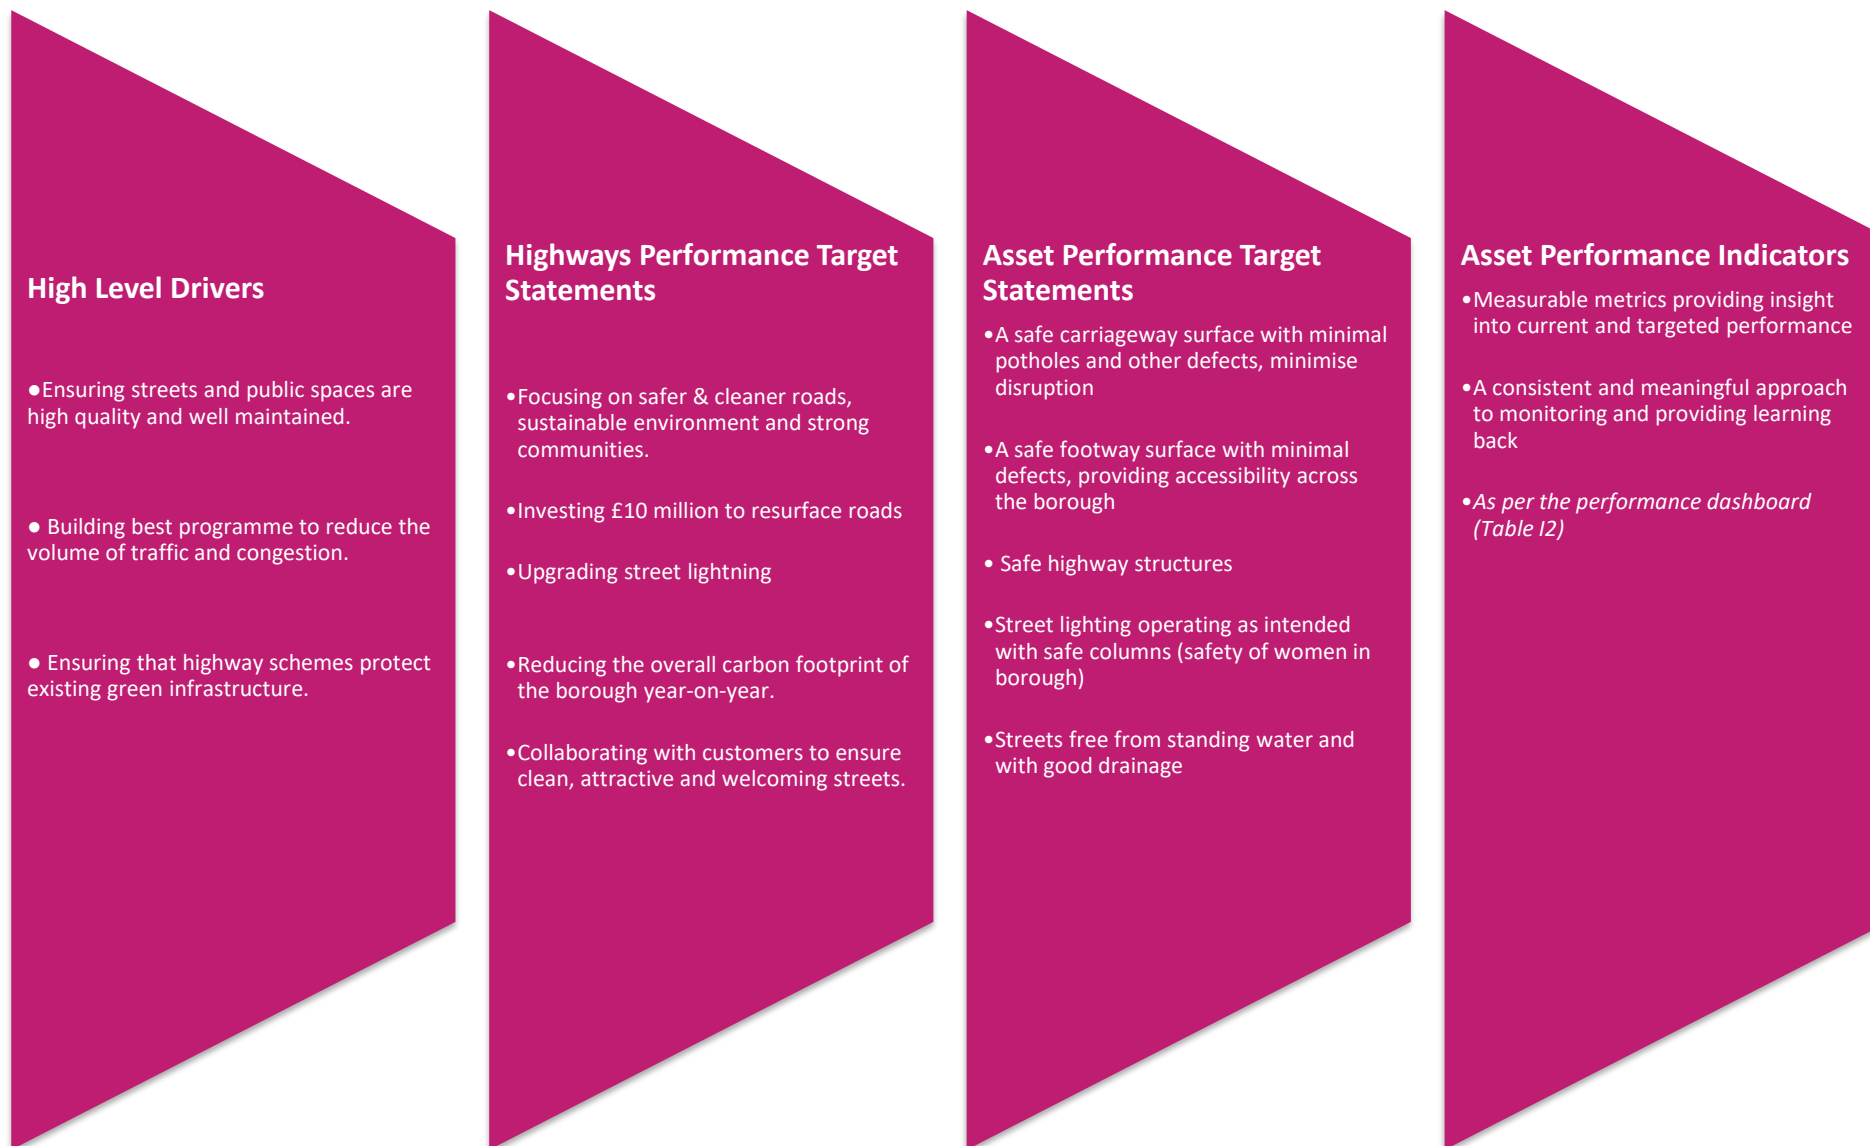 High Level Drivers
●Ensuring streets and public spaces are
high quality and well maintained.
● Building best programme to reduce the
volume of traffic and congestion.
● Ensuring that highway schemes protect
existing green infrastructure.
Highways Performance Target
Statements
•Focusing on safer & cleaner roads,
sustainable environment and strong
communities.
•Investing £10 million to resurface roads
•Upgrading street lightning
•Reducing the overall carbon footprint of
the borough year-on-year.
•Collaborating with customers to ensure
clean, attractive and welcoming streets.
Asset Performance Target
Statements
•A safe carriageway surface with minimal
potholes and other defects, minimise
disruption
•A safe footway surface with minimal
defects, providing accessibility across
the borough
• Safe highway structures
•Street lighting operating as intended
with safe columns (safety of women in
borough)
•Streets free from standing water and
with good drainage
Asset Performance Indicators
•Measurable metrics providing insight
into current and targeted performance
•A consistent and meaningful approach
to monitoring and providing learning
back
•As per the performance dashboard
(Table I2)